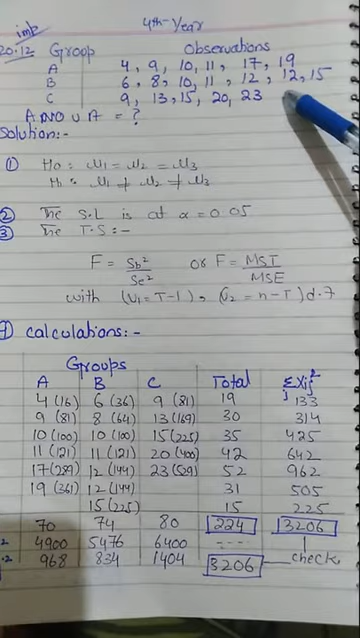 imp
4th-Year
20.12 Group Observations
A 4, 9, 10, 11, 17, 19
B 6, 8, 10, 11, 12, 12, 15
C 9, 13, 15, 20, 23
ANOVA = ?
Solution:-
① Ho: μ1 = μ2 = μ3
H1: μ1 ≠ μ2 ≠ μ3
② The S.L is at α = 0.05
③ The T.S:-
F = Sb²/Se² or F = MST/MSE
with (υ1 = T-1), (υ2 = n-T) d.f
④ Calculations:-
Groups
A B C Total ΣXij²
4 (16) 6 (36) 9 (81) 19 133
9 (81) 8 (64) 13 (169) 30 314
10 (100) 10 (100) 15 (225) 35 425
11 (121) 11 (121) 20 (400) 42 642
17 (289) 12 (144) 23 (529) 52 962
19 (361) 12 (144) 31 505
15 (225) 15 225
70 74 80 224 3206
4900 5476 6400 ----
968 834 1404 3206 check